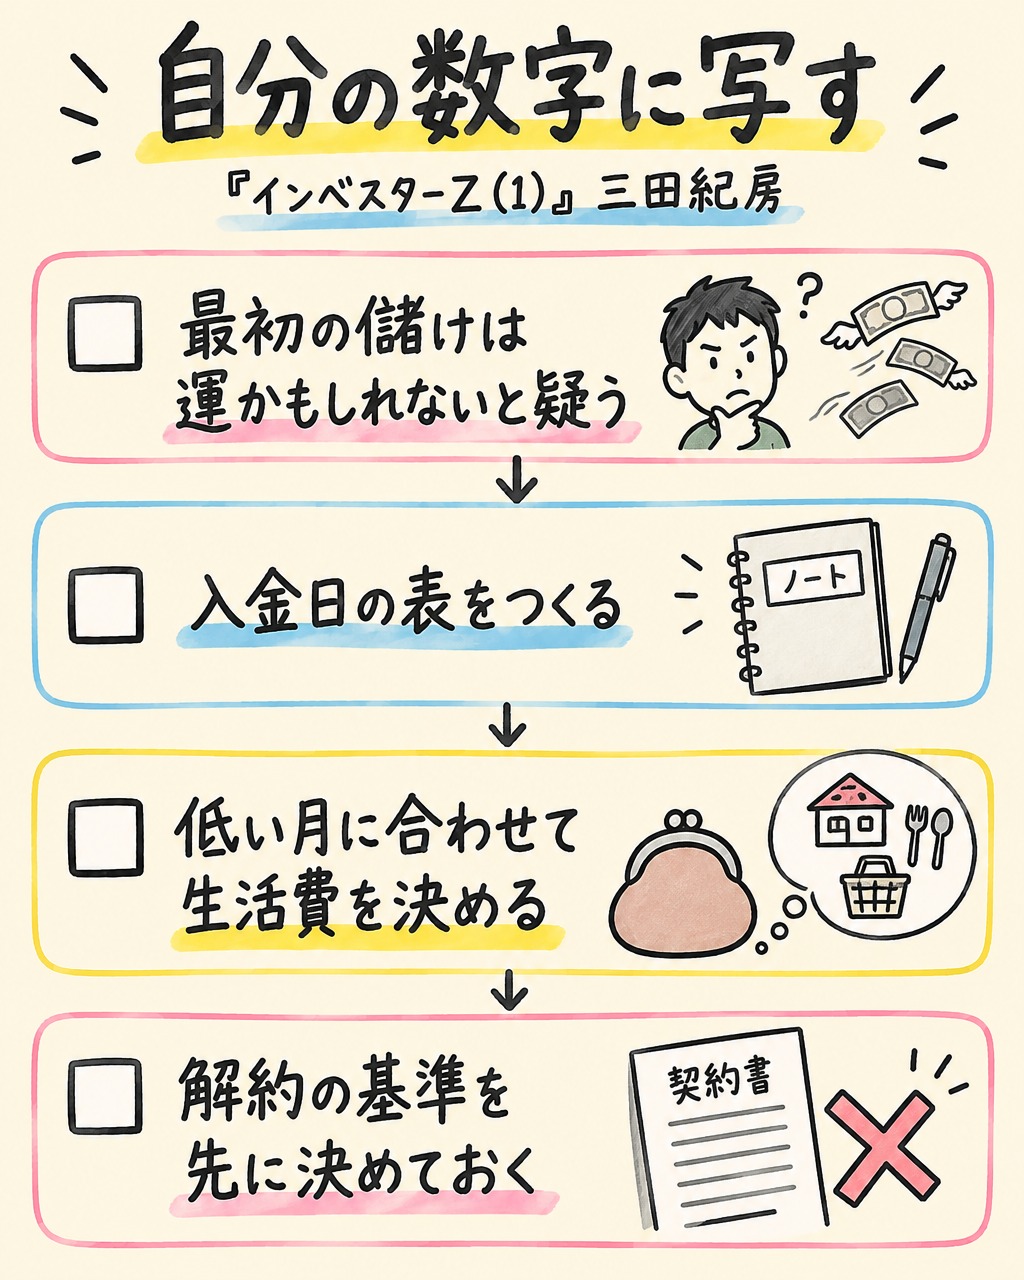 自分の数字に写す
『インベスターZ(1)』三田紀房
最初の儲けは
運かもしれないと疑う
?
入金日の表をつくる
ノート
低い月に合わせて
生活費を決める
解約の基準を
先に決めておく
契約書